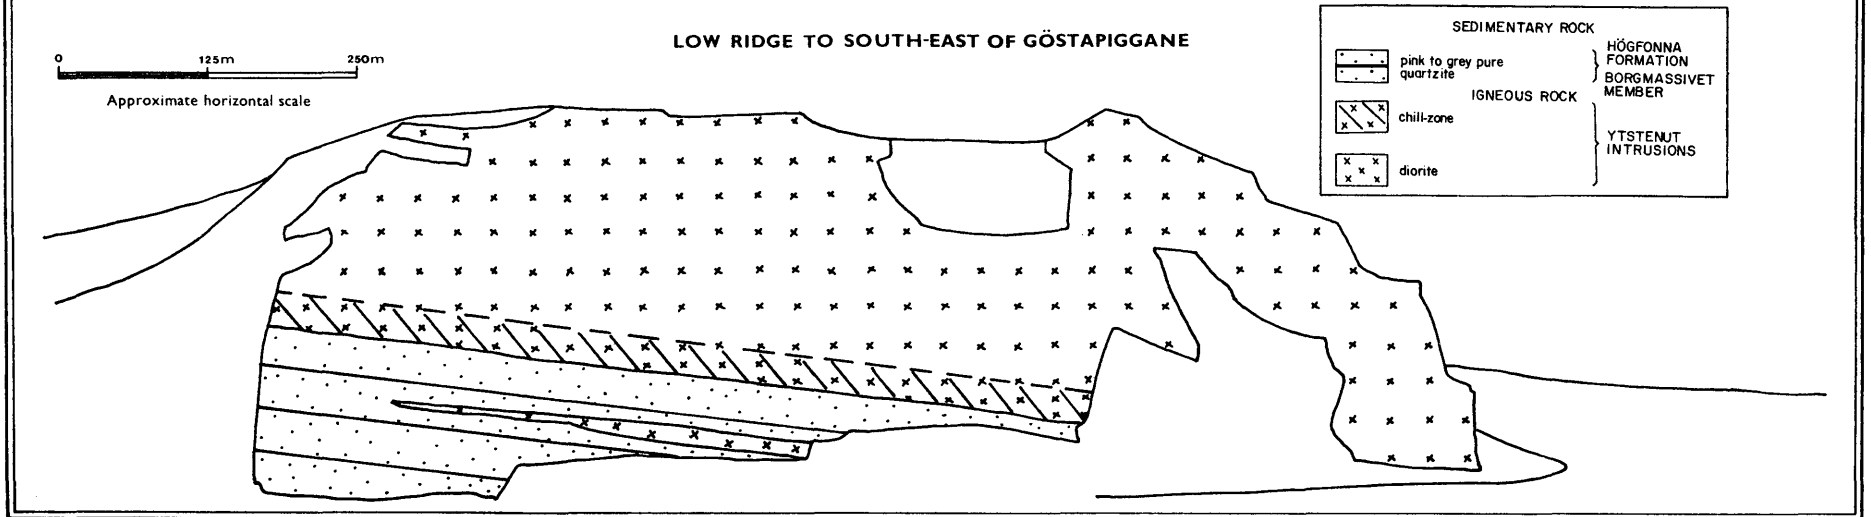 LOW RIDGE TO SOUTH-EAST OF GÖSTAPIGGANE
0 125m 250m
Approximate horizontal scale
SEDIMENTARY ROCK
pink to grey pure
quartzite
HÖGFONNA
FORMATION
BORGMASSIVET
MEMBER
IGNEOUS ROCK
chill-zone
diorite
YTSTENUT
INTRUSIONS